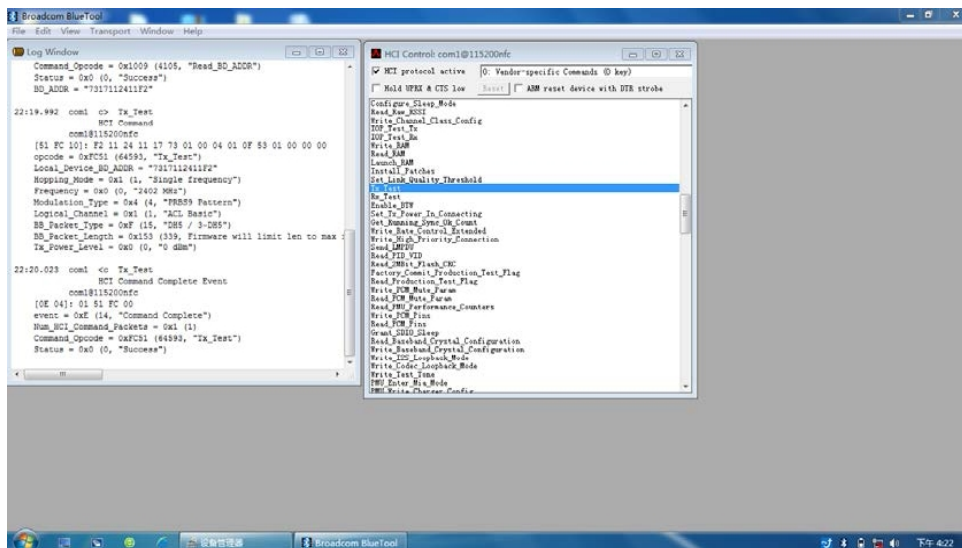 Broadcom BlueTool
File Edit View Transport Window Help
Log Window
Command_Opcode = 0x1009 (4105, "Read_BD_ADDR")
Status = 0x0 (0, "Success")
BD_ADDR = "7317112411F2"
22:19.992 com1 c> Tx_Test
HCI Command
com1@115200nfc
[51 FC 10]: F2 11 24 11 17 73 01 00 04 01 0F 53 01 00 00 00
opcode = 0xFC51 (64593, "Tx_Test")
Local_Device_BD_ADDR = "7317112411F2"
Hopping_Mode = 0x1 (1, "Single frequency")
Frequency = 0x0 (0, "2402 MHz")
Modulation_Type = 0x4 (4, "PRBS9 Pattern")
Logical_Channel = 0x1 (1, "ACL Basic")
BB_Packet_Type = 0xF (15, "DH5 / 3-DH5")
BB_Packet_Length = 0x153 (339, Firmware will limit len to max
Tx_Power_Level = 0x0 (0, "0 dBm")
22:20.023 com1 <c Tx_Test
HCI Command Complete Event
com1@115200nfc
[0E 04]: 01 51 FC 00
event = 0xE (14, "Command Complete")
Num_HCI_Command_Packets = 0x1 (1)
Command_Opcode = 0xFC51 (64593, "Tx_Test")
Status = 0x0 (0, "Success")
HCI Control: com1@115200nfc
HCI protocol active 0: Vendor-specific Commands (0 key)
Hold UPRX & CTS low Reset ARM reset device with DTR strobe
Configure_Sleep_Mode
Read_Raw_RSSI
Write_Channel_Class_Config
IOP_Test_Tx
IOP_Test_Rx
Write_RAM
Read_RAM
Launch_RAM
Install_Patches
Set_Link_Quality_Threshold
Tx_Test
Rx_Test
Enable_BTW
Set_Tx_Power_In_Connecting
Get_Running_Sync_Ok_Count
Write_Rate_Control_Extended
Write_High_Priority_Connection
Send_LMPDU
Read_PID_VID
Read_2MBit_Flash_CRC
Factory_Commit_Production_Test_Flag
Read_Production_Test_Flag
Write_PCM_Mute_Param
Read_PCM_Mute_Param
Read_PMU_Performance_Counters
Write_PCM_Pins
Read_PCM_Pins
Grant_SDIO_Sleep
Read_Baseband_Crystal_Configuration
Write_Baseband_Crystal_Configuration
Write_I2S_Loopback_Mode
Write_Codec_Loopback_Mode
Write_Test_Tone
PMU_Enter_Min_Mode
PMU_Write_Charger_Config
设备管理器
Broadcom BlueTool
下午 4:22